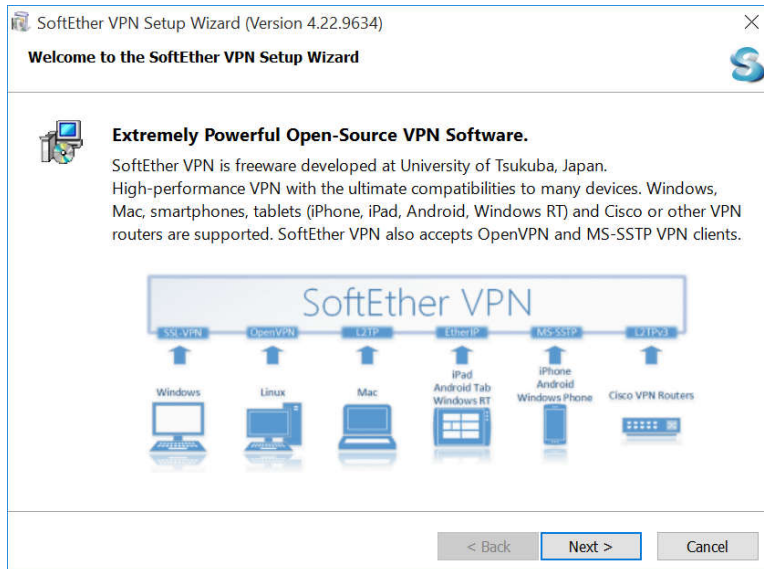 SoftEther VPN Setup Wizard (Version 4.22.9634)
Welcome to the SoftEther VPN Setup Wizard
Extremely Powerful Open-Source VPN Software.
SoftEther VPN is freeware developed at University of Tsukuba, Japan.
High-performance VPN with the ultimate compatibilities to many devices. Windows,
Mac, smartphones, tablets (iPhone, iPad, Android, Windows RT) and Cisco or other VPN
routers are supported. SoftEther VPN also accepts OpenVPN and MS-SSTP VPN clients.
SoftEther VPN
SSL-VPN OpenVPN L2TP EtherIP MS-SSTP L2TPv3
Windows
Linux
Mac
iPad
Android Tab
Windows RT
iPhone
Android
Windows Phone
Cisco VPN Routers
< Back Next > Cancel